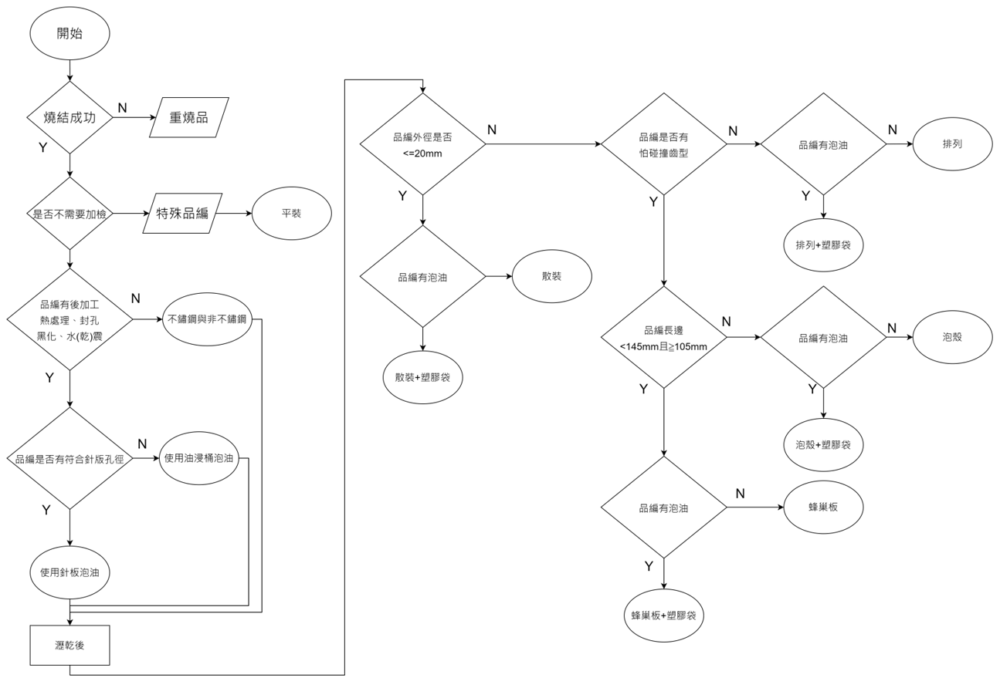 開始
燒結成功
N
重燒品
Y
是否不需要加檢
特殊品編
平裝
品編有後加工
熱處理、封孔
黑化、水(乾)震
N
不鏽鋼與非不鏽鋼
Y
品編是否有符合針版孔徑
N
使用油浸桶泡油
Y
使用針板泡油
瀝乾後
品編外徑是否
<=20mm
N
Y
品編有泡油
散裝
散裝+塑膠袋
品編是否有
怕碰撞齒型
N
Y
品編有泡油
N
排列
Y
排列+塑膠袋
品編長邊
<145mm且≧105mm
N
Y
品編有泡油
N
泡殼
Y
泡殼+塑膠袋
品編有泡油
N
蜂巢板
Y
蜂巢板+塑膠袋